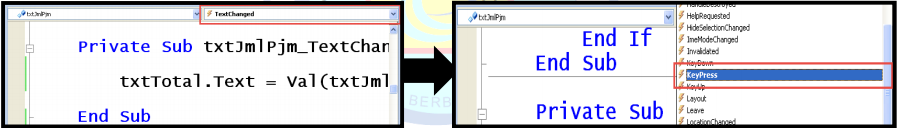 txtJmlPjm
TextChanged
Private Sub txtJmlPjm_TextChan
txtTotal.Text = Val(txtJml
End Sub
txtJmlPjm
End If
End Sub
Private Sub
HelpRequested
HideSelectionChanged
ImeModeChanged
Invalidated
KeyDown
KeyPress
KeyUp
Layout
Leave
LocationChanged
BERB